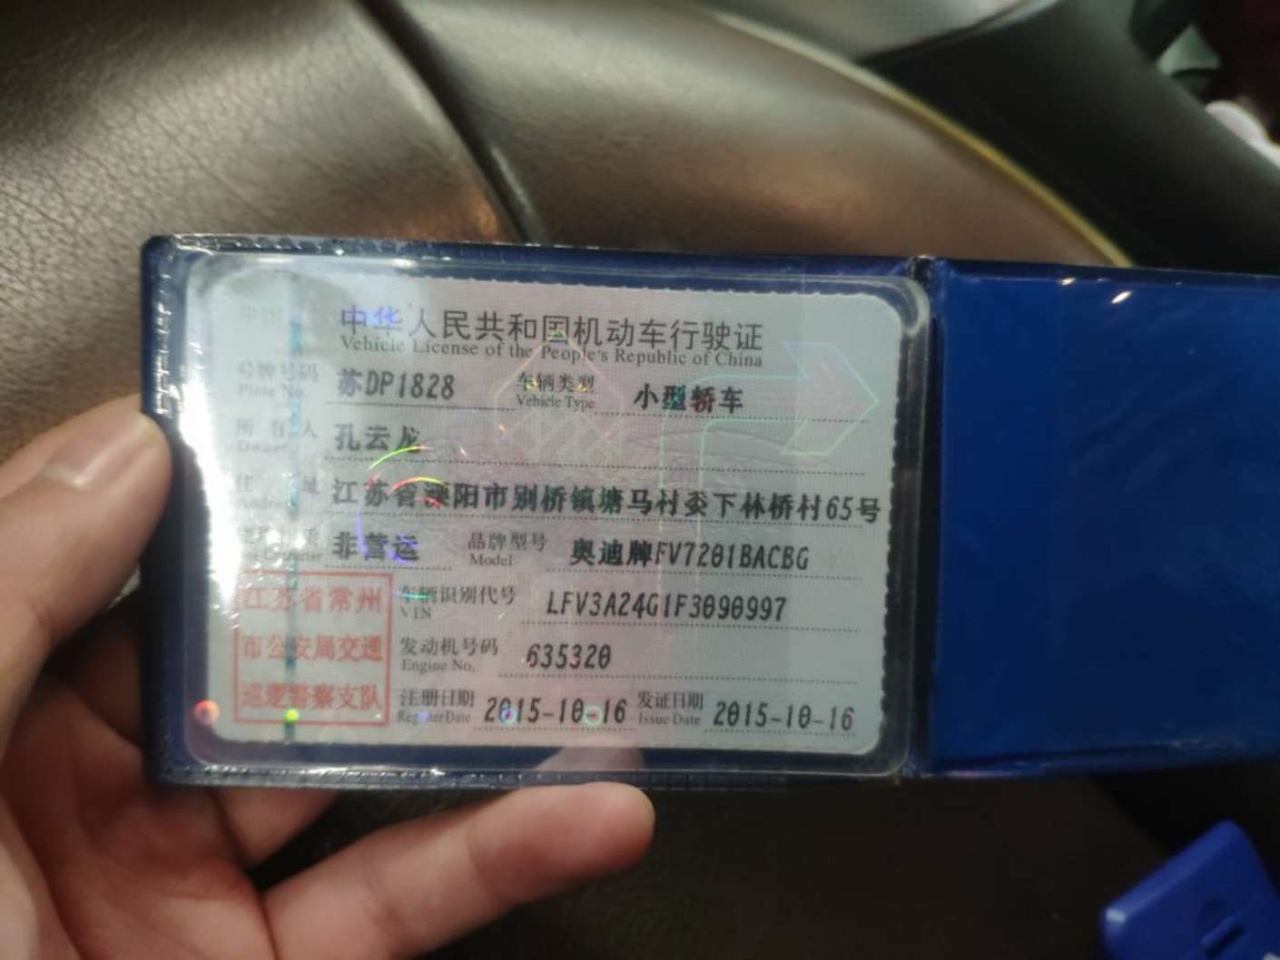 中华人民共和国机动车行驶证
Vehicle License of the People's Republic of China
号牌号码 苏DP1828 车辆类型 小型轿车
Plate No. Vehicle Type
所有人 孔云龙
Owner
住址 江苏省溧阳市别桥镇塘马村委下林桥村65号
Address
非营运 品牌型号 奥迪牌FV7201BACBG
Model
车辆识别代号 LFV3A24G1F3090997
VIN
发动机号码 635320
Engine No.
注册日期 2015-10-16 发证日期 2015-10-16
Register Date Issue Date
江苏省常州
市公安局交通
巡逻警察支队